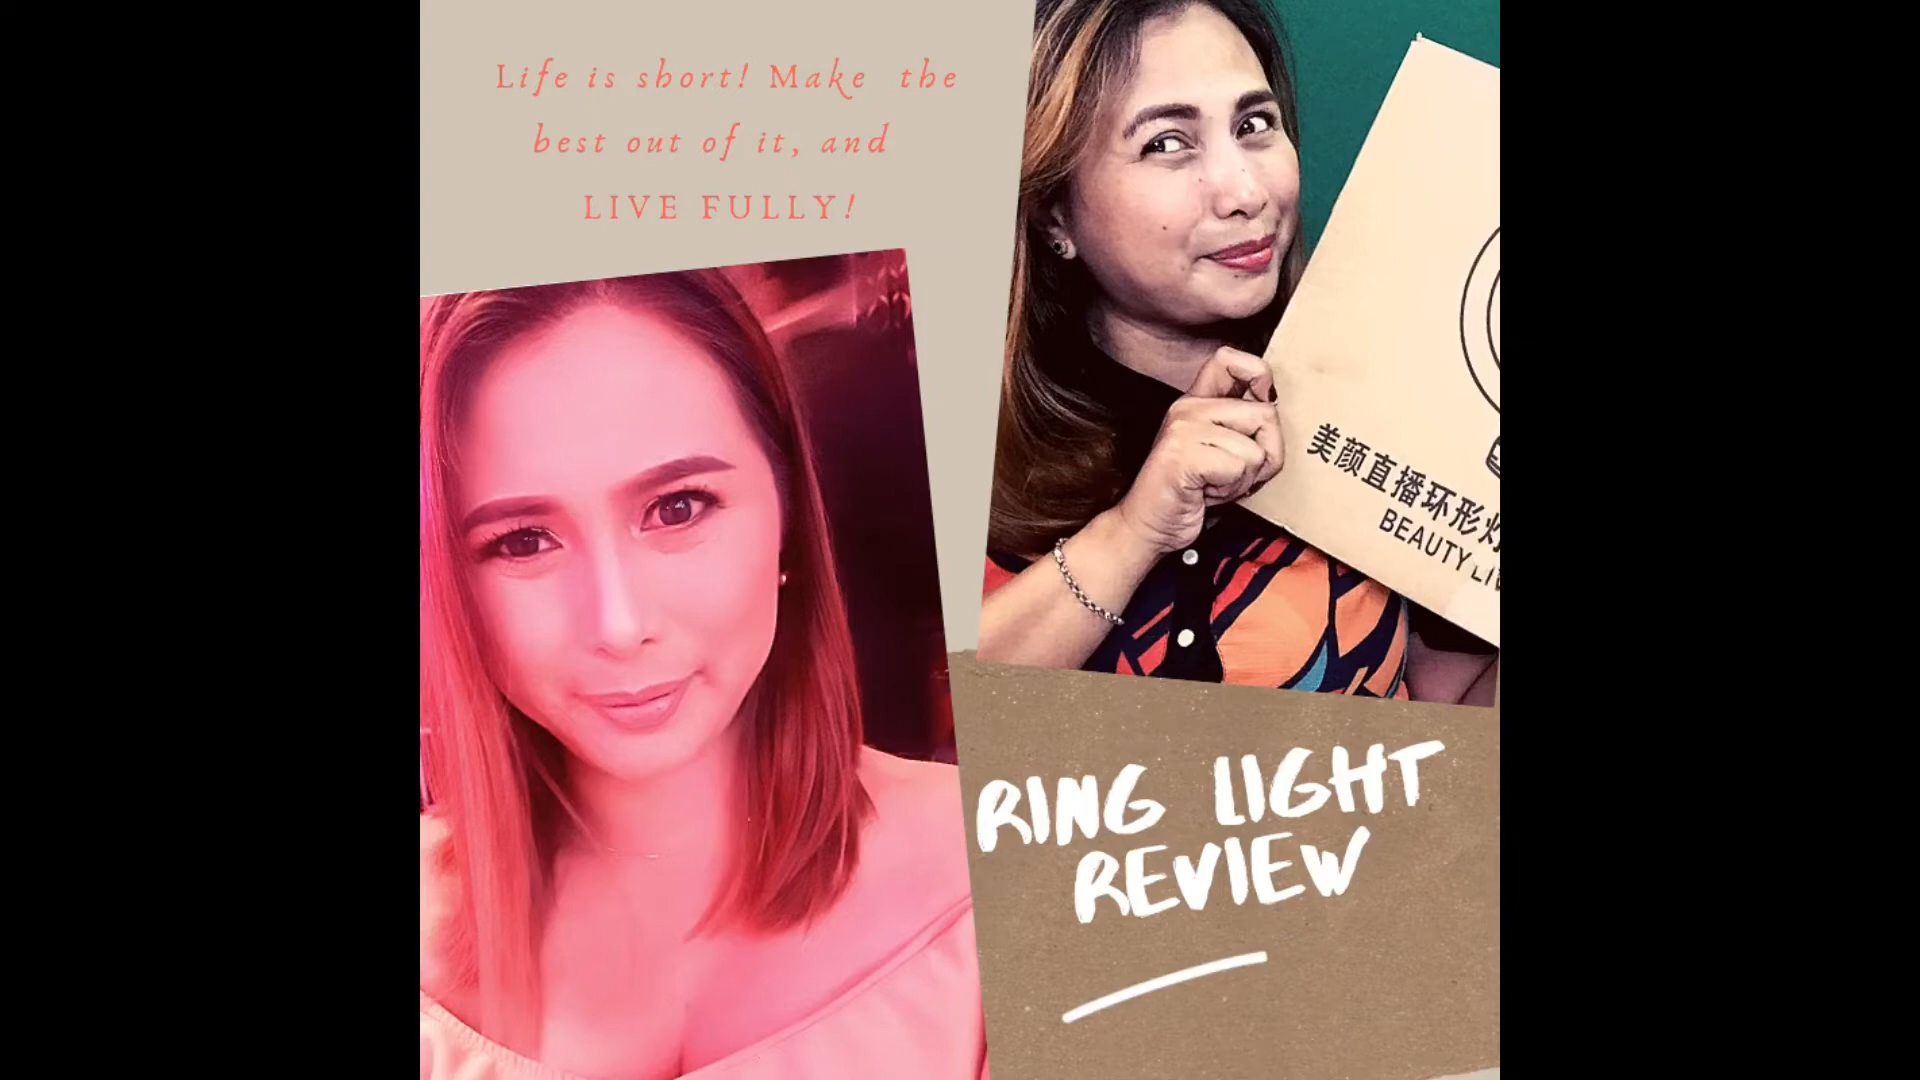 Life is short! Make the
best out of it, and
LIVE FULLY!
美颜直播环形
BEAUTY
RING LIGHT
REVIEW